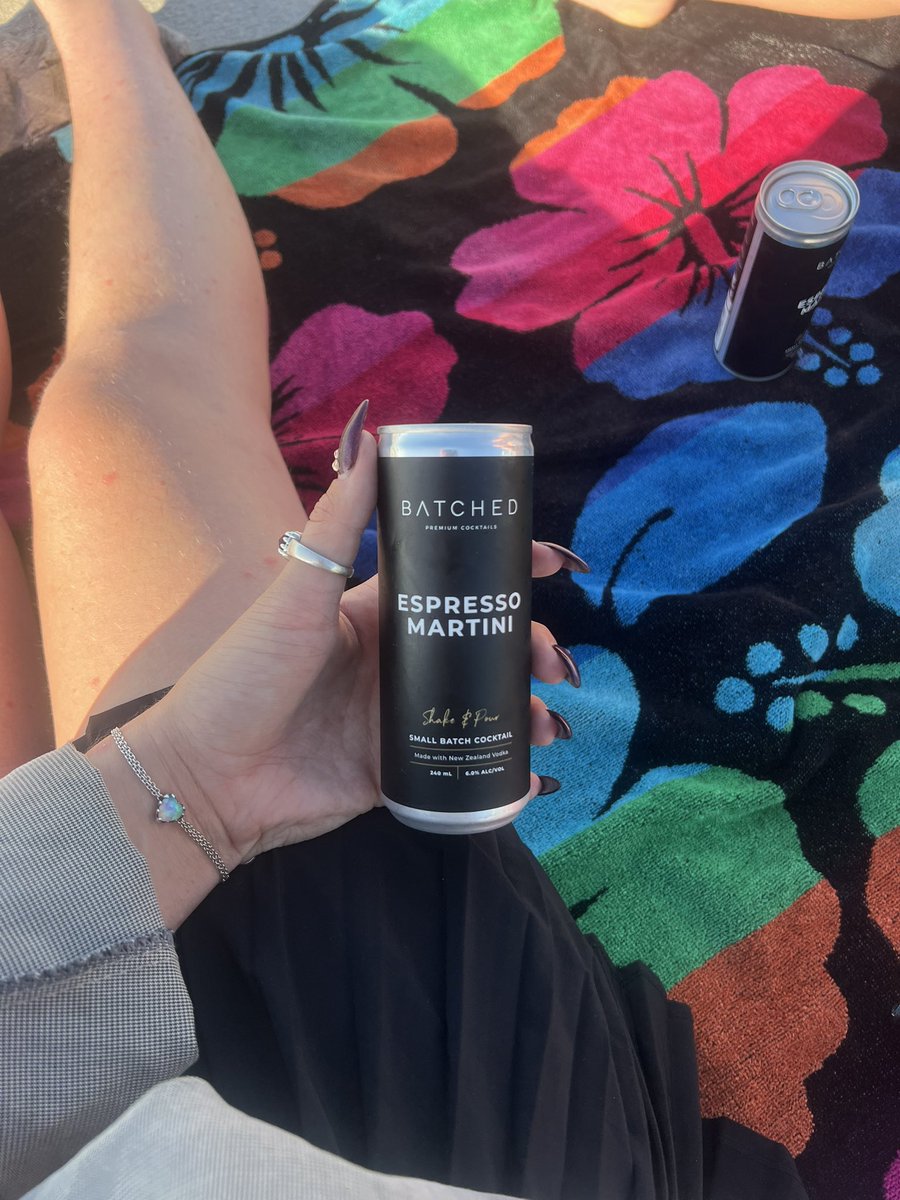 BATCHED
PREMIUM COCKTAILS
ESPRESSO
MARTINI
Shake & Pour
SMALL BATCH COCKTAIL
Made with New Zealand Vodka
240 mL | 6.0% ALC/VOL